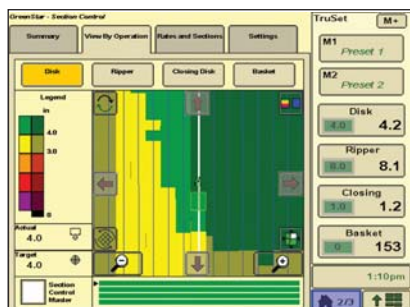 GreenStar - Section Control
Summary
View By Operation
Rates and Sections
Settings
Disk
Ripper
Closing Disk
Basket
Legend
in
4.0
3.0
0
Actual
4.0
Target
4.0
Section
Control
Master
TruSet
M+
M1
Preset 1
M2
Preset 2
Disk
4.0 4.2
Ripper
8.0 8.1
Closing
1.0 1.2
Basket
0 153
1:10pm
2/3